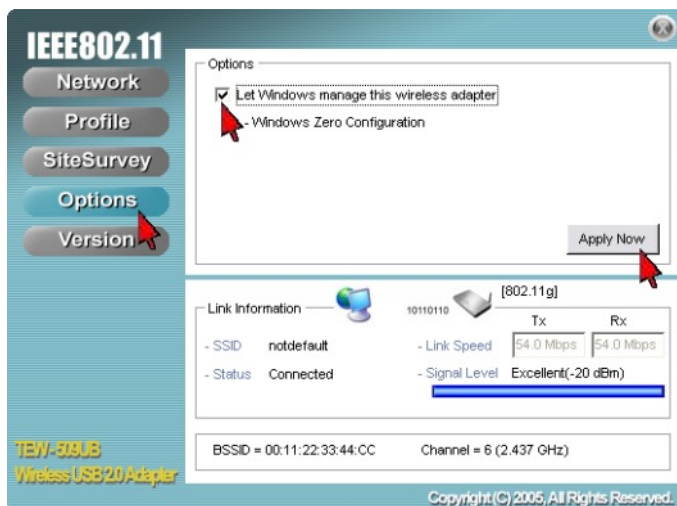 IEEE802.11
Network
Profile
SiteSurvey
Options
Version
Options
Let Windows manage this wireless adapter
- Windows Zero Configuration
Apply Now
Link Information
10110110
[802.11g]
Tx Rx
- SSID notdefault
- Link Speed 54.0 Mbps 54.0 Mbps
- Status Connected
- Signal Level Excellent(-20 dBm)
BSSID = 00:11:22:33:44:CC Channel = 6 (2.437 GHz)
TEW-509UB
Wireless USB 2.0 Adapter
Copyright (C) 2005, All Rights Reserved.